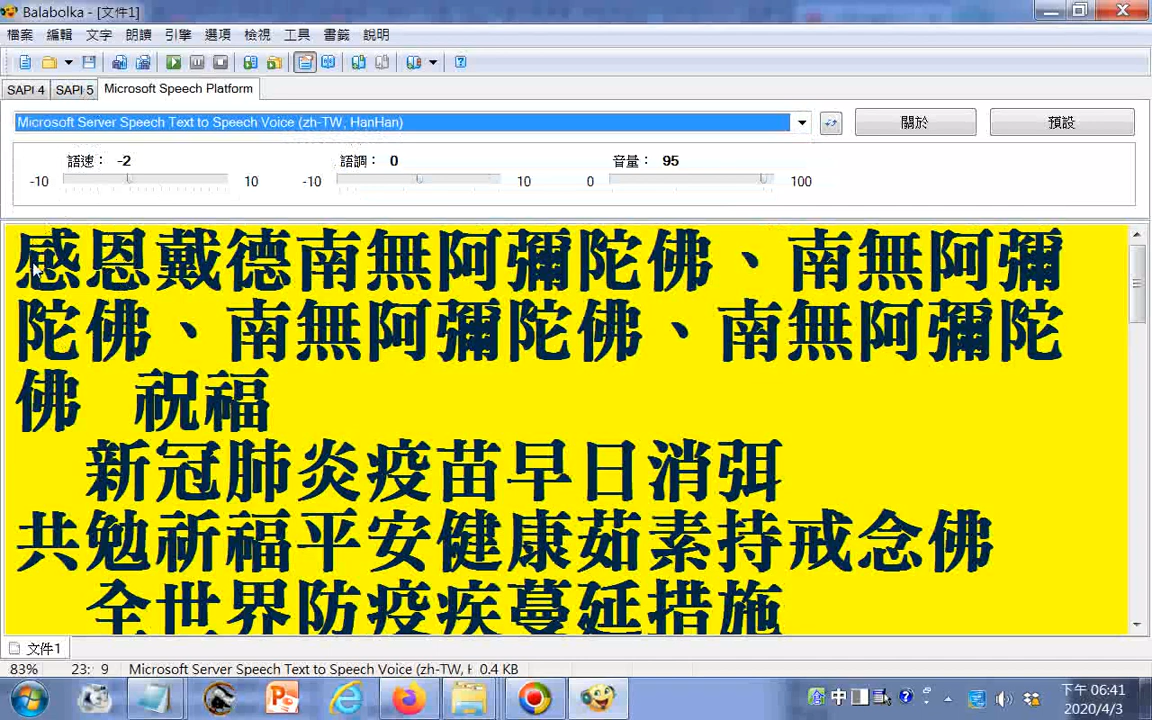 Balabolka - [文件1]
檔案 編輯 文字 朗讀 引擎 選項 檢視 工具 書籤 說明
SAPI 4 SAPI 5 Microsoft Speech Platform
Microsoft Server Speech Text to Speech Voice (zh-TW, HanHan)
關於 預設
語速： -2 語調： 0 音量： 95
-10 10 -10 10 0 100
感恩戴德南無阿彌陀佛、南無阿彌
陀佛、南無阿彌陀佛、南無阿彌陀
佛 祝福
新冠肺炎疫苗早日消弭
共勉祈福平安健康茹素持戒念佛
全世界防疫疾蔓延措施
文件1
83% 23: 9 Microsoft Server Speech Text to Speech Voice (zh-TW, H 0.4 KB
中
下午 06:41
2020/4/3